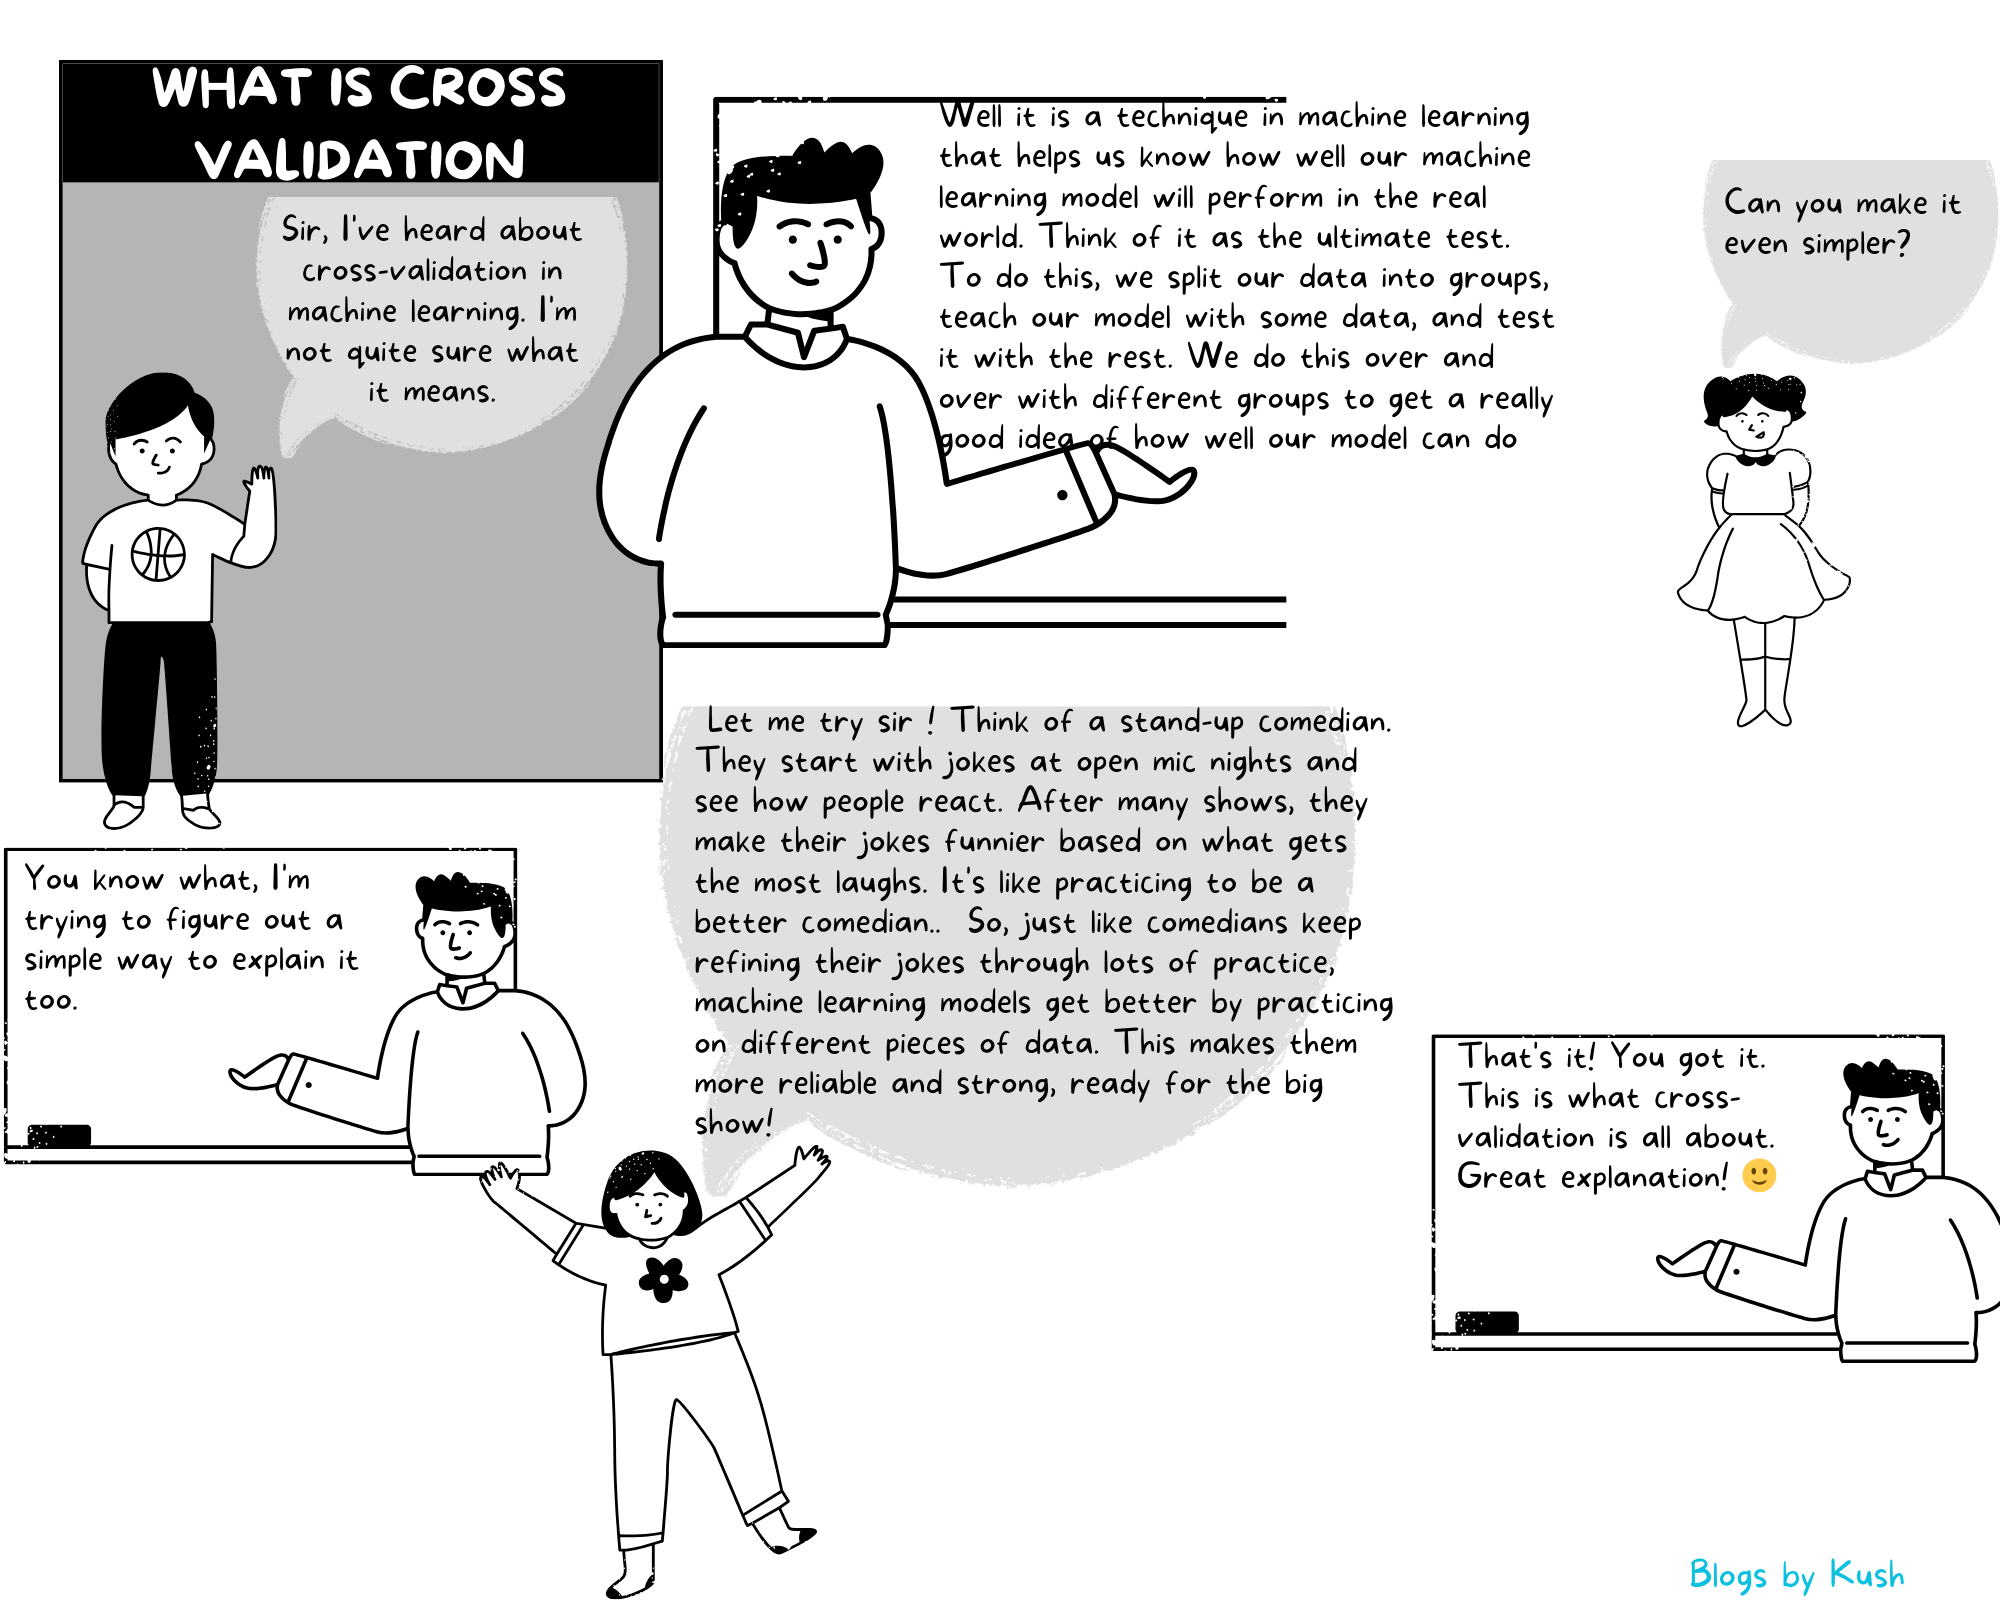 WHAT IS CROSS
VALIDATION
Sir, I've heard about
cross-validation in
machine learning. I'm
not quite sure what
it means.
Well it is a technique in machine learning
that helps us know how well our machine
learning model will perform in the real
world. Think of it as the ultimate test.
To do this, we split our data into groups,
teach our model with some data, and test
it with the rest. We do this over and
over with different groups to get a really
good idea of how well our model can do
Can you make it
even simpler?
You know what, I'm
trying to figure out a
simple way to explain it
too.
Let me try sir ! Think of a stand-up comedian.
They start with jokes at open mic nights and
see how people react. After many shows, they
make their jokes funnier based on what gets
the most laughs. It's like practicing to be a
better comedian.. So, just like comedians keep
refining their jokes through lots of practice,
machine learning models get better by practicing
on different pieces of data. This makes them
more reliable and strong, ready for the big
show!
That's it! You got it.
This is what cross-
validation is all about.
Great explanation! 🙂
Blogs by Kush